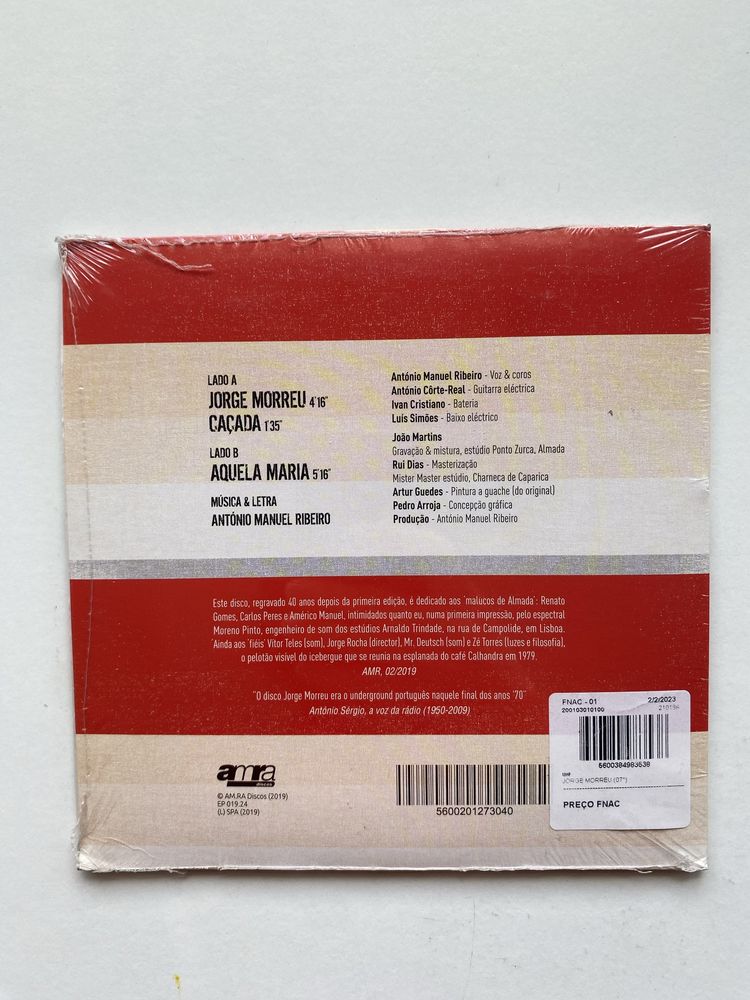 LADO A
JORGE MORREU 4'16"
CAÇADA 1'35"
LADO B
AQUELA MARIA 5'16"
MÚSICA & LETRA
ANTÓNIO MANUEL RIBEIRO
António Manuel Ribeiro - Voz & coros
António Côrte-Real - Guitarra eléctrica
Ivan Cristiano - Bateria
Luís Simões - Baixo eléctrico
João Martins
Gravação & mistura, estúdio Ponto Zurca, Almada
Rui Dias - Masterização
Mister Master estúdio, Charneca de Caparica
Artur Guedes - Pintura a guache (do original)
Pedro Arroja - Concepção gráfica
Produção - António Manuel Ribeiro
Este disco, regravado 40 anos depois da primeira edição, é dedicado aos 'malucos de Almada': Renato
Gomes, Carlos Peres e Américo Manuel, intimidados quanto eu, numa primeira impressão, pelo espectral
Moreno Pinto, engenheiro de som dos estúdios Arnaldo Trindade, na rua de Campolide, em Lisboa.
'Ainda aos 'fiéis' Vítor Teles (som), Jorge Rocha (director), Mr. Deutsch (som) e Zé Torres (luzes e filosofia),
o pelotão visível do icebergue que se reunia na esplanada do café Calhandra em 1979.
AMR, 02/2019
"O disco Jorge Morreu era o underground português naquele final dos anos '70"
António Sérgio, a voz da rádio (1950-2009)
amra
discos
© AM.RA Discos (2019)
EP 019.24
(L) SPA (2019)
5600201273040
FNAC - 01 2/2/2023
200103010100 210196
5600384983538
UHF
JORGE MORREU (07")
PREÇO FNAC